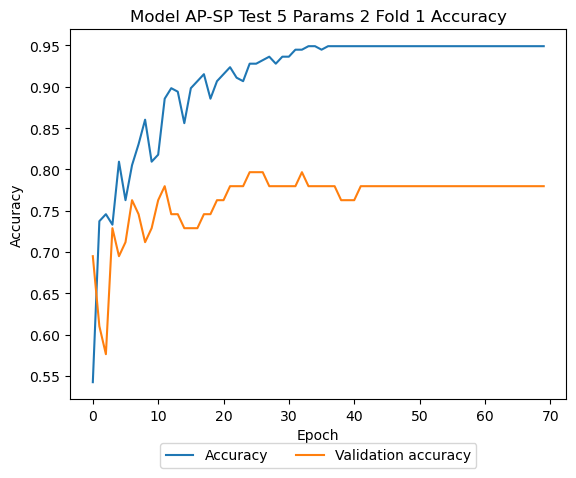 Model AP-SP Test 5 Params 2 Fold 1 Accuracy
0.95
0.90
0.85
0.80
0.75
0.70
0.65
0.60
0.55
Accuracy
0 10 20 30 40 50 60 70
Epoch
Accuracy Validation accuracy